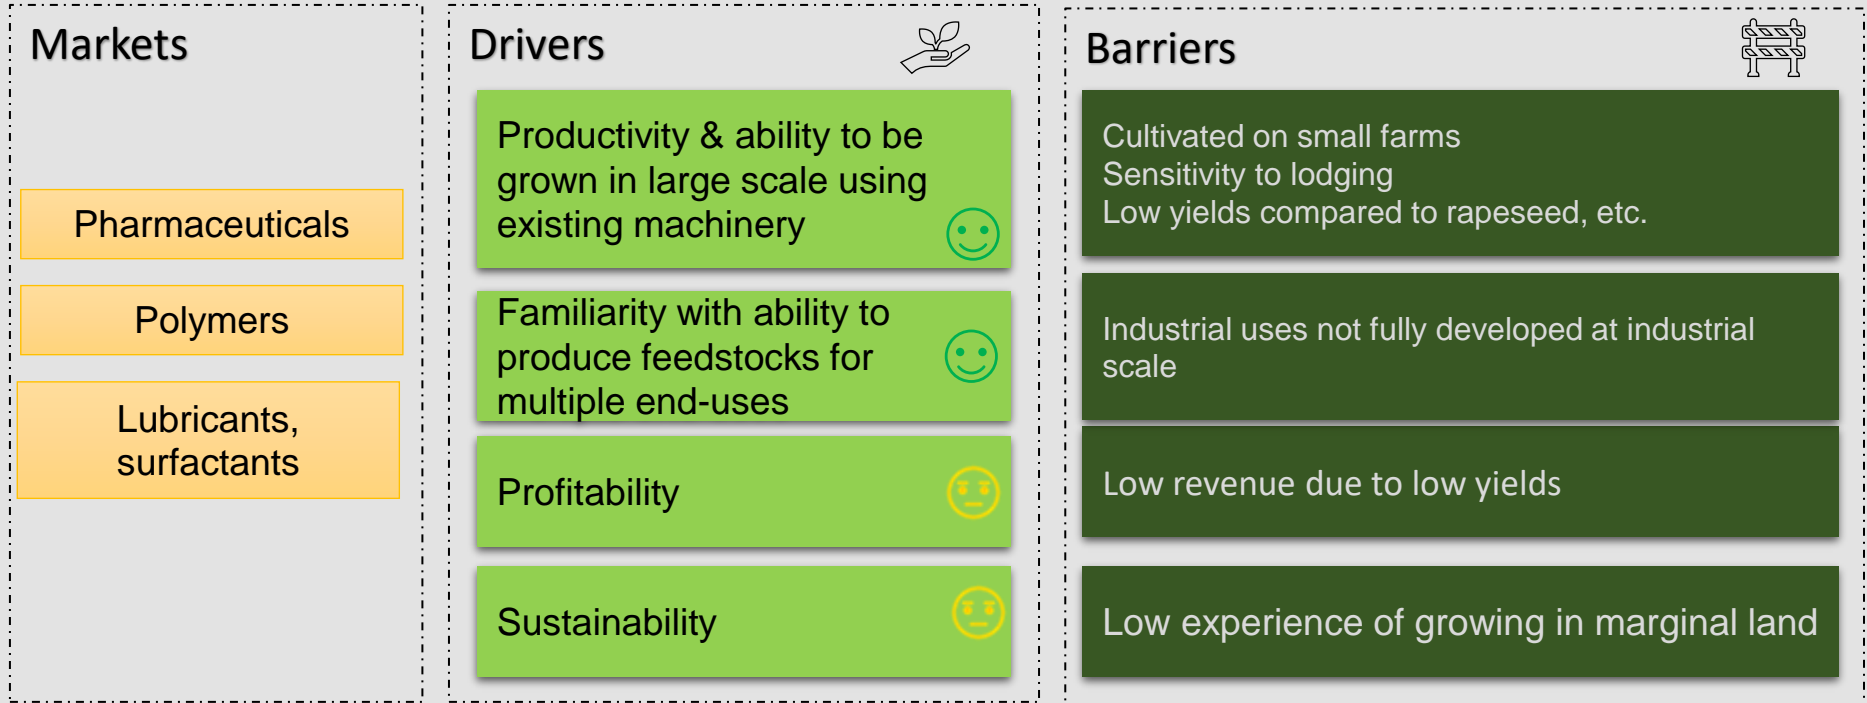 Markets
Pharmaceuticals
Polymers
Lubricants,
surfactants
Drivers
Productivity & ability to be
grown in large scale using
existing machinery
Familiarity with ability to
produce feedstocks for
multiple end-uses
Profitability
Sustainability
Barriers
Cultivated on small farms
Sensitivity to lodging
Low yields compared to rapeseed, etc.
Industrial uses not fully developed at industrial
scale
Low revenue due to low yields
Low experience of growing in marginal land